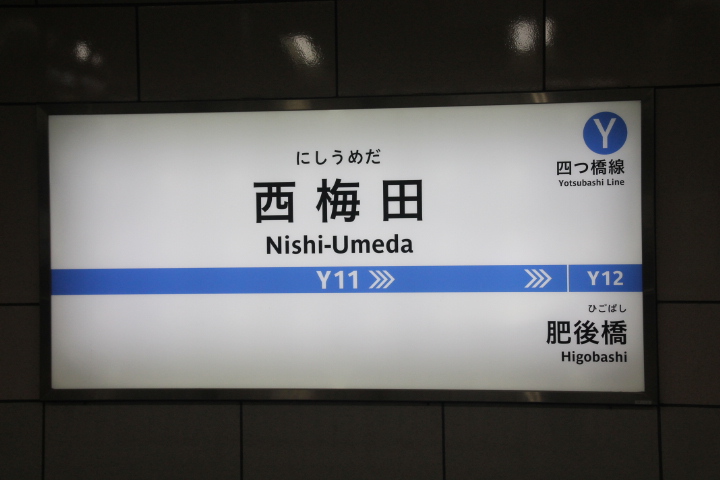 Y
四つ橋線
Yotsubashi Line
にしうめだ
西梅田
Nishi-Umeda
Y11
Y12
ひごばし
肥後橋
Higobashi